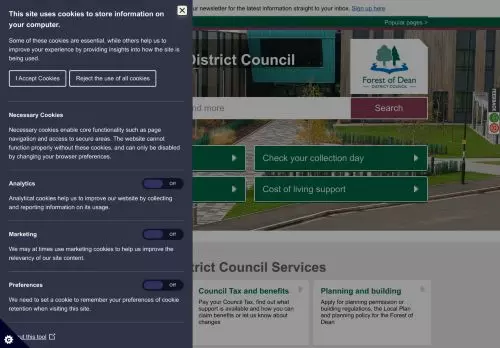 This site uses cookies to store information on
your computer.
Some of these cookies are essential, while others help us to
improve your experience by providing insights into how the site is
being used.
I Accept Cookies
Reject the use of all cookies
Necessary Cookies
Necessary cookies enable core functionality such as page
navigation and access to secure areas. The website cannot
function properly without these cookies, and can only be disabled
by changing your browser preferences.
Analytics
Off
Analytical cookies help us to improve our website by collecting
and reporting information on its usage.
Marketing
Off
We may at times use marketing cookies to help us improve the
relevancy of our site content.
Preferences
Off
We need to set a cookie to remember your preferences of cookie
retention when visiting this site.
this tool
ur newsletter for the latest information straight to your inbox. Sign up here
Popular pages >
District Council
Forest of Dean
DISTRICT COUNCIL
nd more
Search
Check your collection day
Cost of living support
FEEDBACK
trict Council Services
Council Tax and benefits
Pay your Council Tax, find out what
support is available and how you can
claim benefits or let us know about
changes
Planning and building
Apply for planning permission or
building regulations, the Local Plan
and planning policy for the Forest of
Dean